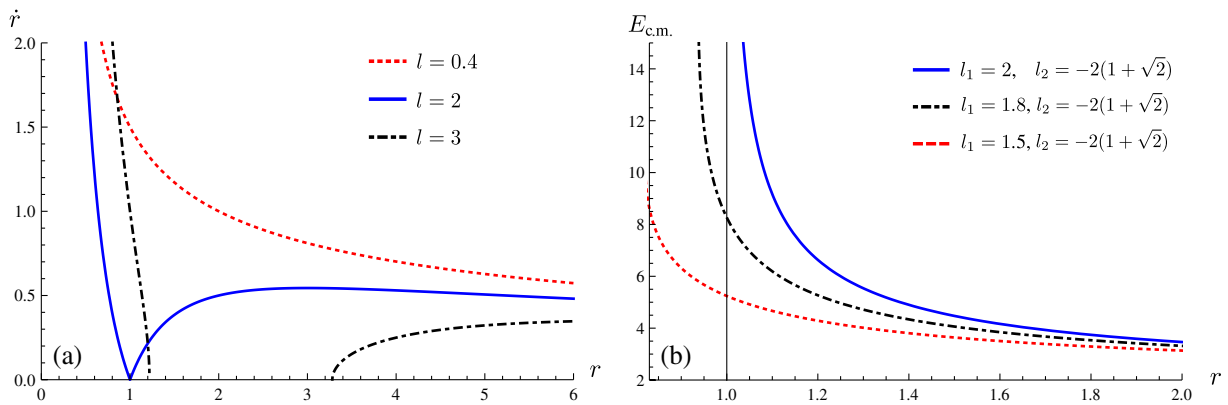 ṙ
2.0
1.5
1.0
0.5
0.0
0 1 2 3 4 5 6
r
l = 0.4
l = 2
l = 3
(a)
E_c.m.
14
12
10
8
6
4
2
1.0 1.2 1.4 1.6 1.8 2.0
r
l₁ = 2, l₂ = −2(1 + √2)
l₁ = 1.8, l₂ = −2(1 + √2)
l₁ = 1.5, l₂ = −2(1 + √2)
(b)